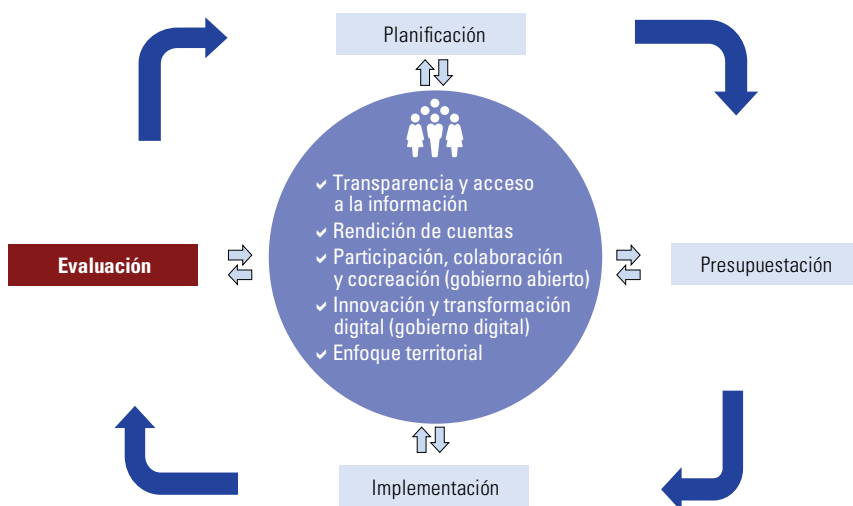 Planificación
Transparencia y acceso
a la información
Rendición de cuentas
Participación, colaboración
y cocreación (gobierno abierto)
Innovación y transformación
digital (gobierno digital)
Enfoque territorial
Evaluación
Presupuestación
Implementación